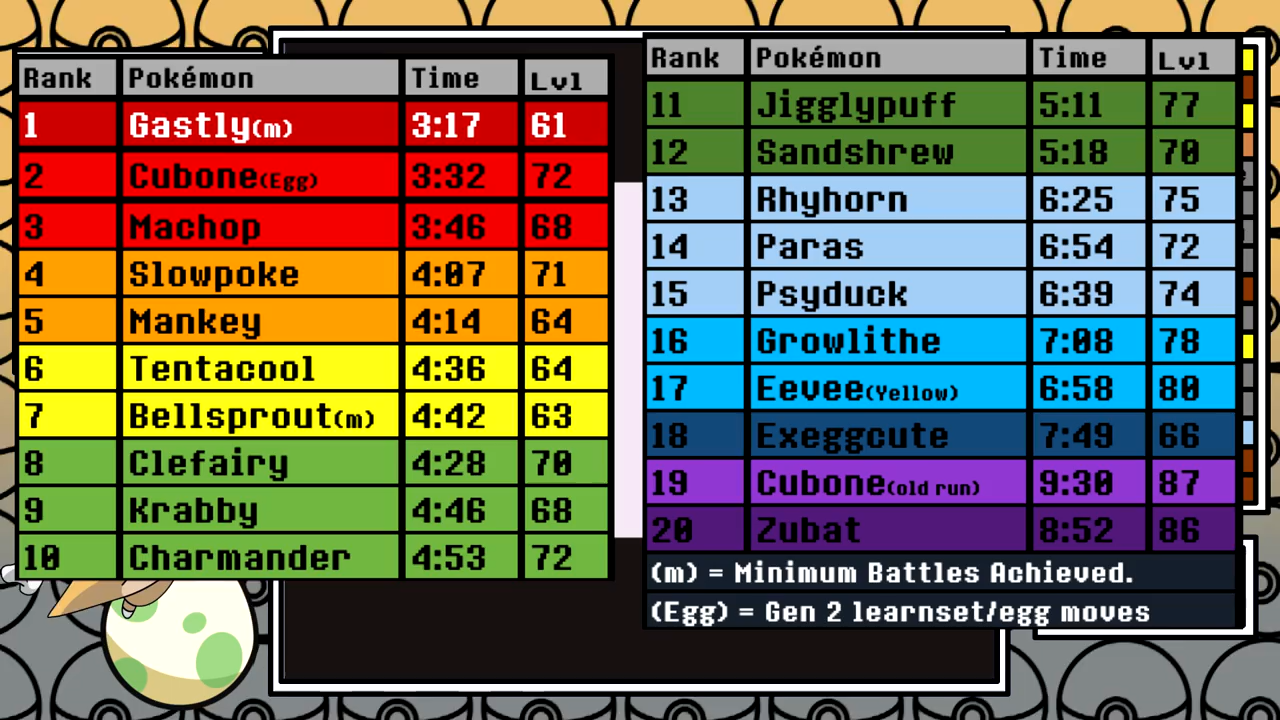 Rank Pokémon Time Lvl
1 Gastly(m) 3:17 61
2 Cubone(Egg) 3:32 72
3 Machop 3:46 68
4 Slowpoke 4:07 71
5 Mankey 4:14 64
6 Tentacool 4:36 64
7 Bellsprout(m) 4:42 63
8 Clefairy 4:28 70
9 Krabby 4:46 68
10 Charmander 4:53 72
Rank Pokémon Time Lvl
11 Jigglypuff 5:11 77
12 Sandshrew 5:18 70
13 Rhyhorn 6:25 75
14 Paras 6:54 72
15 Psyduck 6:39 74
16 Growlithe 7:08 78
17 Eevee(Yellow) 6:58 80
18 Exeggcute 7:49 66
19 Cubone(old run) 9:30 87
20 Zubat 8:52 86
(m) = Minimum Battles Achieved.
(Egg) = Gen 2 learnset/egg moves